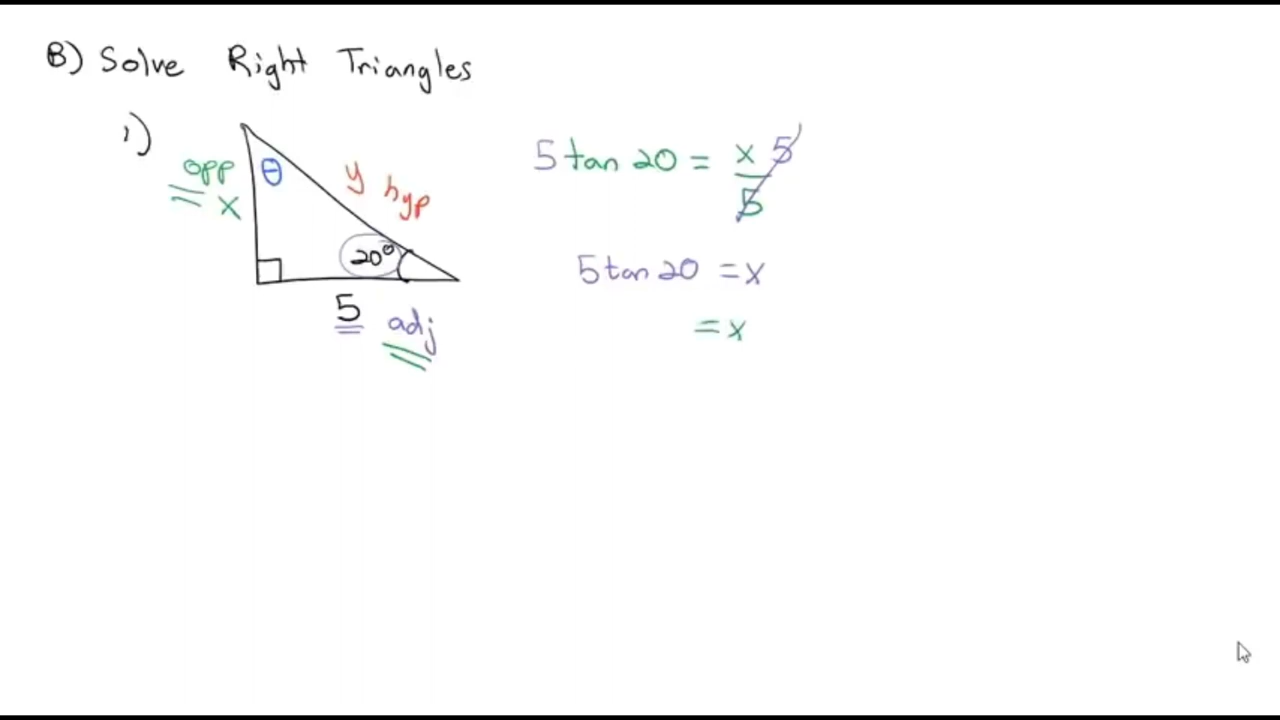 B) Solve Right Triangles
1)
opp
x
θ
y hyp
20°
5 adj
5 tan 20 = x 5
5
5 tan 20 = x
= x